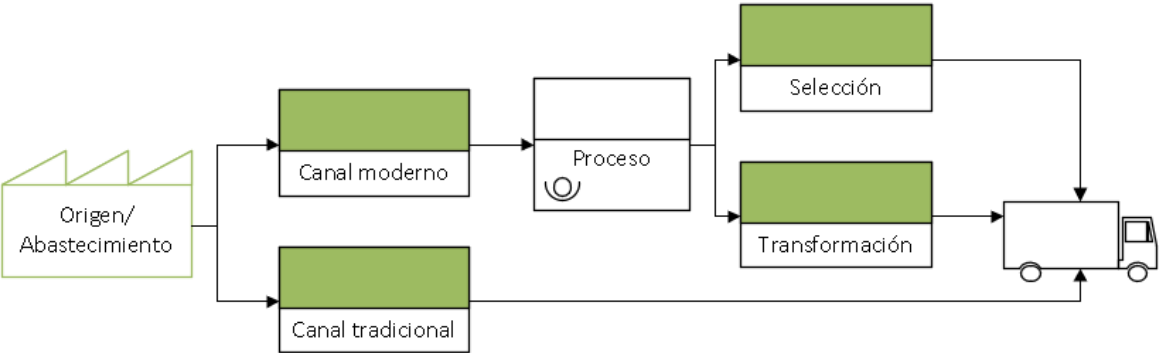 Origen/
Abastecimiento
Canal moderno
Canal tradicional
Proceso
Selección
Transformación